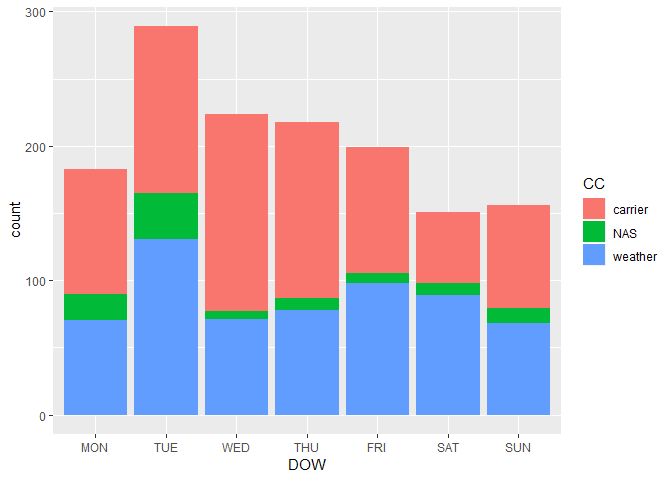 300
200
100
0
count
MON TUE WED THU FRI SAT SUN
DOW
CC
carrier
NAS
weather